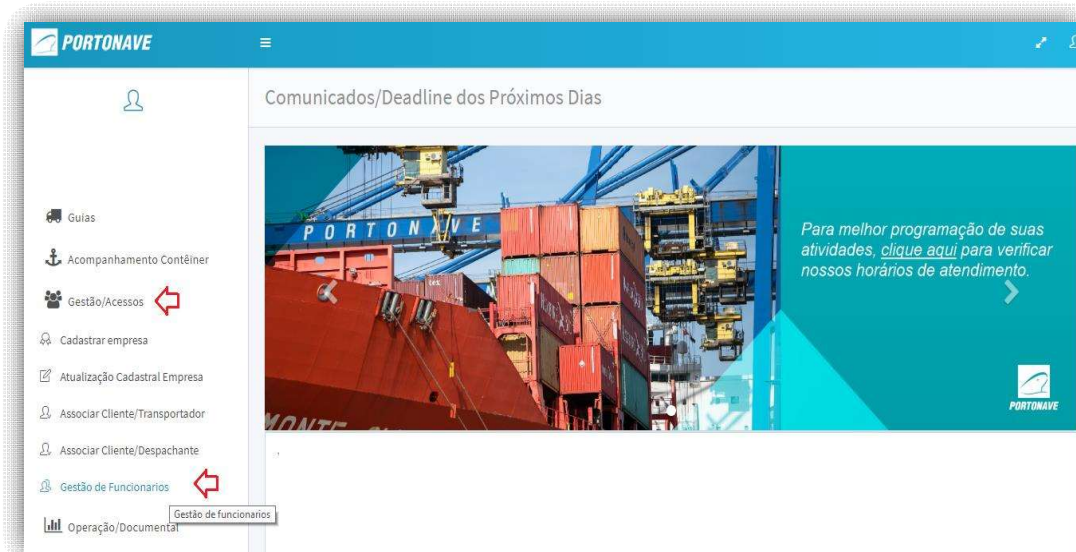 PORTONAVE
Comunicados/Deadline dos Próximos Dias
Guias
Acompanhamento Contêiner
Gestão/Acessos
Cadastrar empresa
Atualização Cadastral Empresa
Associar Cliente/Transportador
Associar Cliente/Despachante
Gestão de Funcionarios
Gestão de funcionarios
Operação/Documental
PORTONAVE
Para melhor programação de suas
atividades, clique aqui para verificar
nossos horários de atendimento.
PORTONAVE